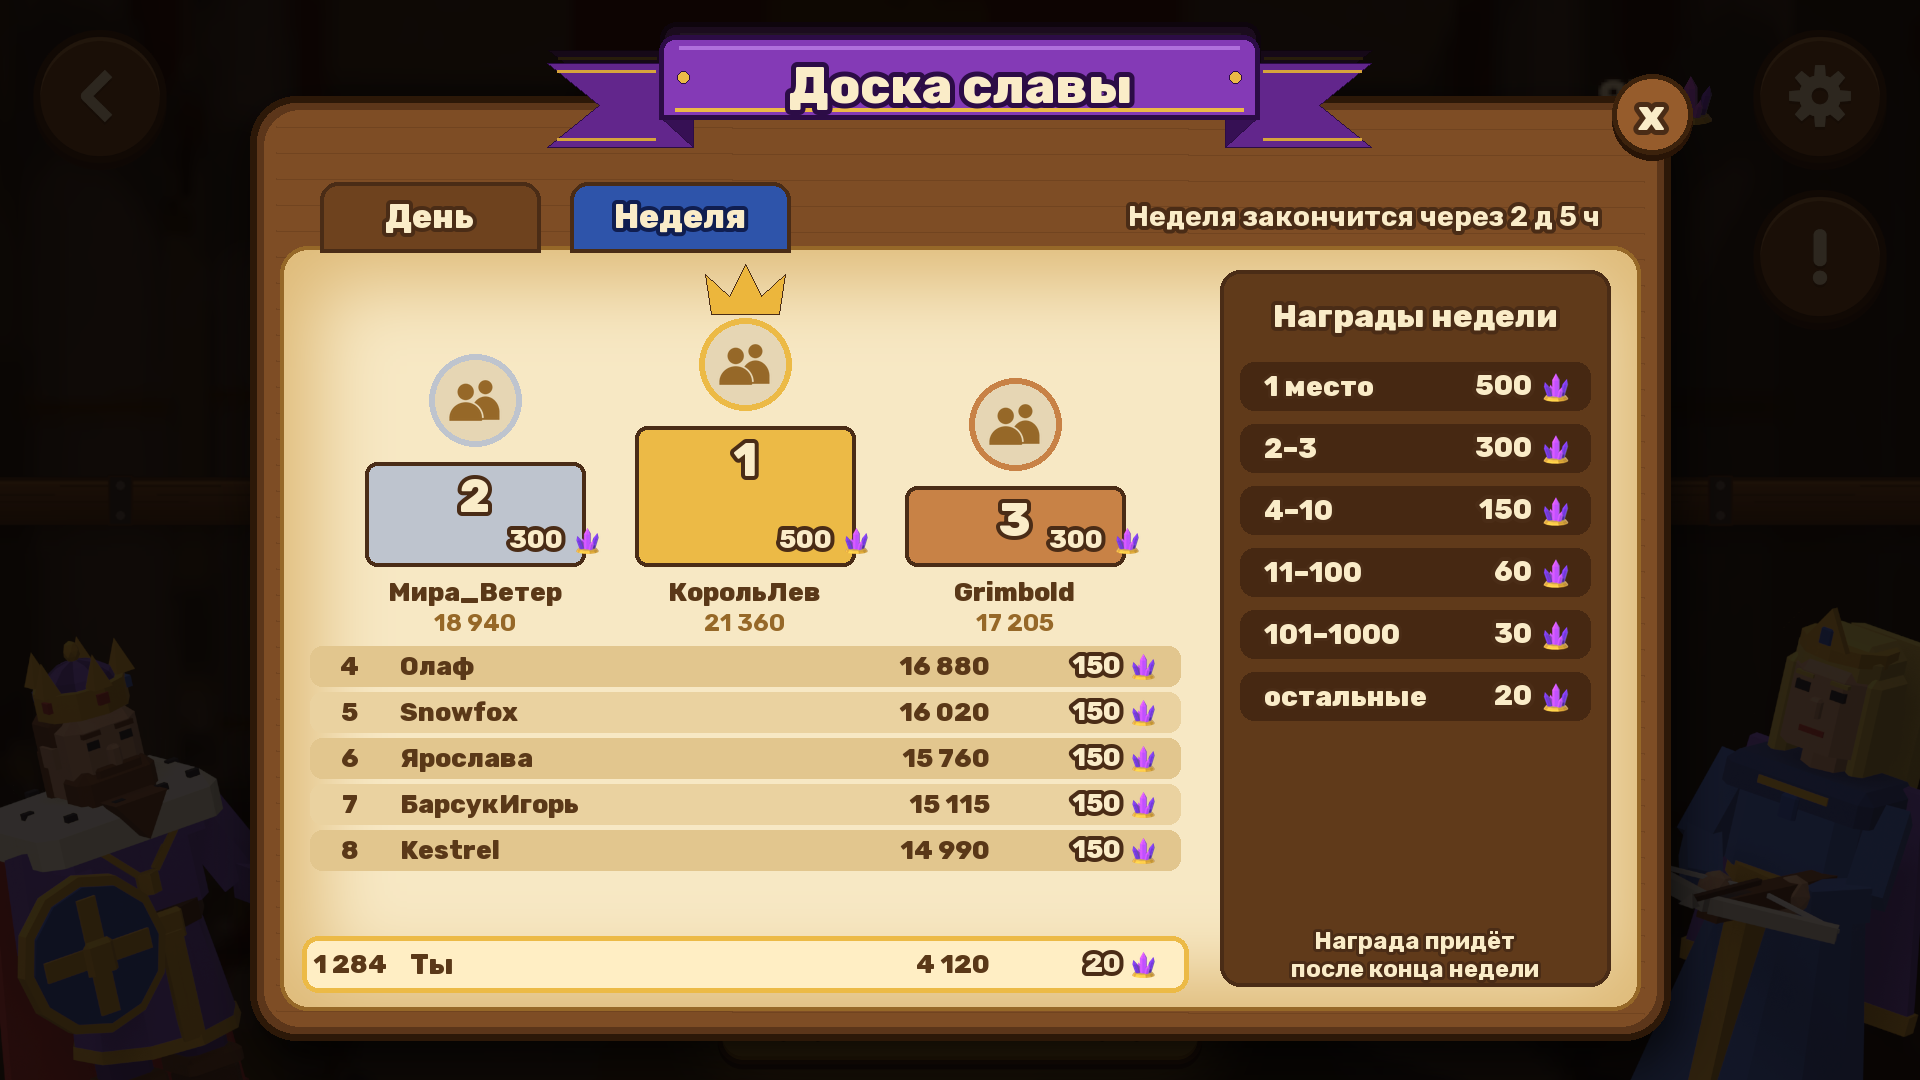 Доска славы
x
День
Неделя
Неделя закончится через 2 д 5 ч
2
300
Мира_Ветер
18 940
1
500
КорольЛев
21 360
3
300
Grimbold
17 205
4 Олаф 16 880 150
5 Snowfox 16 020 150
6 Ярослава 15 760 150
7 БарсукИгорь 15 115 150
8 Kestrel 14 990 150
1 284 Ты 4 120 20
Награды недели
1 место 500
2–3 300
4–10 150
11–100 60
101–1000 30
остальные 20
Награда придёт
после конца недели